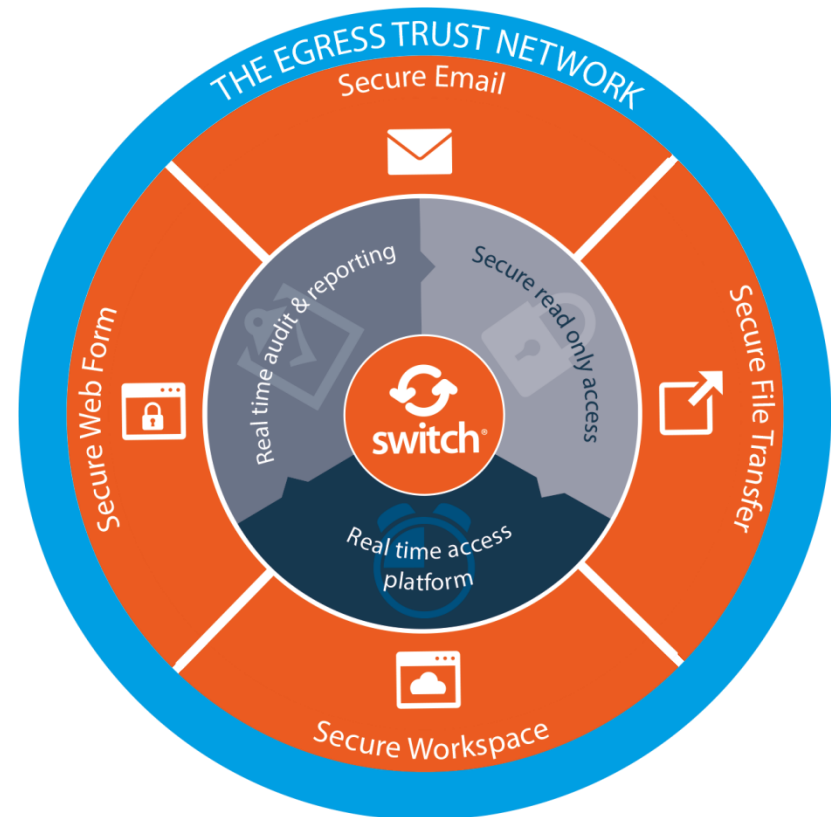 THE EGRESS TRUST NETWORK
Secure Email
Secure Web Form
Secure File Transfer
Secure Workspace
Real time audit & reporting
Secure read only access
switch®
Real time access
platform